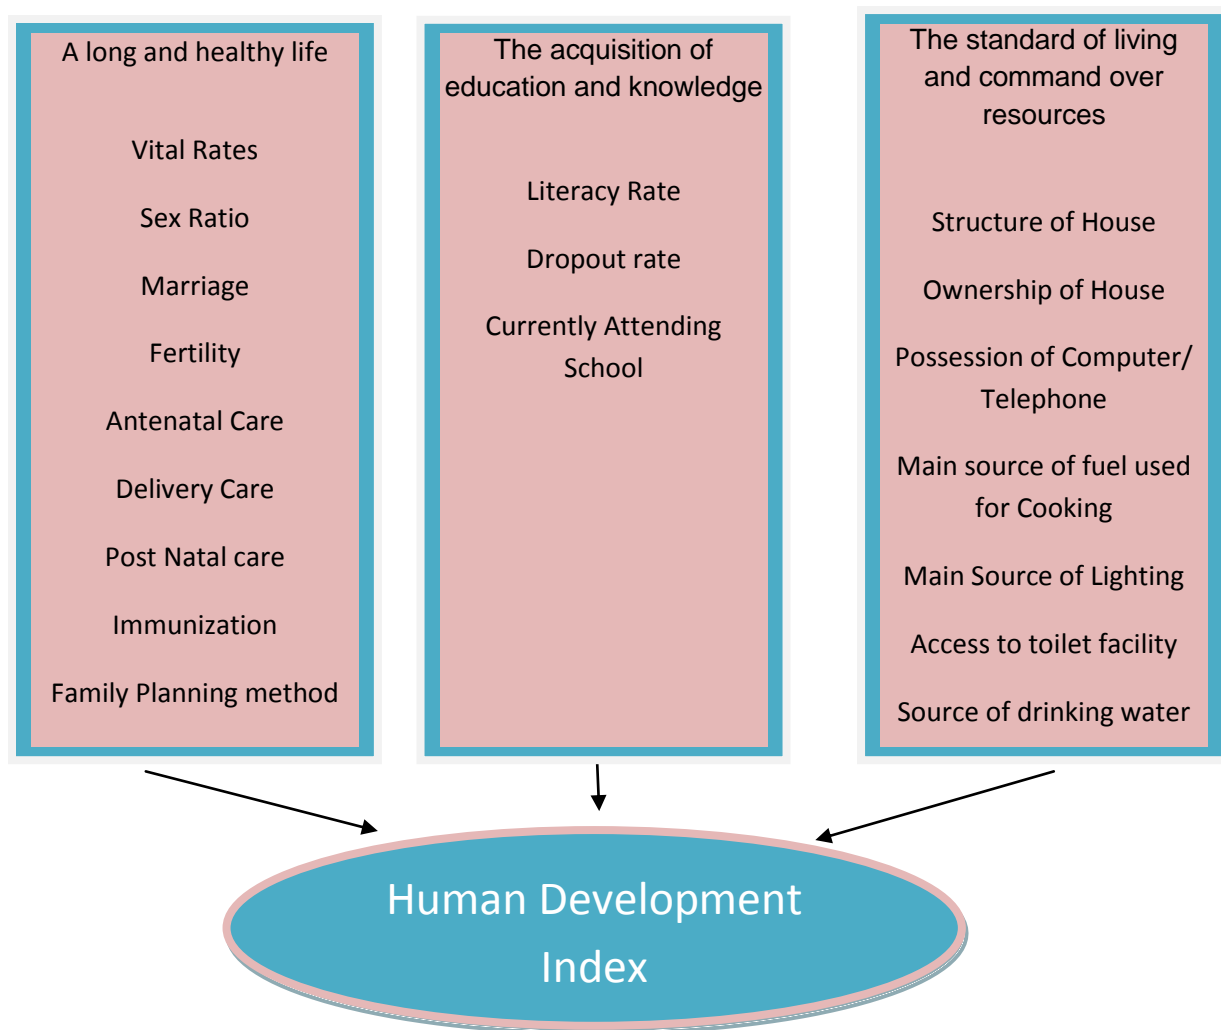 A long and healthy life
Vital Rates
Sex Ratio
Marriage
Fertility
Antenatal Care
Delivery Care
Post Natal care
Immunization
Family Planning method
The acquisition of
education and knowledge
Literacy Rate
Dropout rate
Currently Attending
School
The standard of living
and command over
resources
Structure of House
Ownership of House
Possession of Computer/
Telephone
Main source of fuel used
for Cooking
Main Source of Lighting
Access to toilet facility
Source of drinking water
Human Development
Index